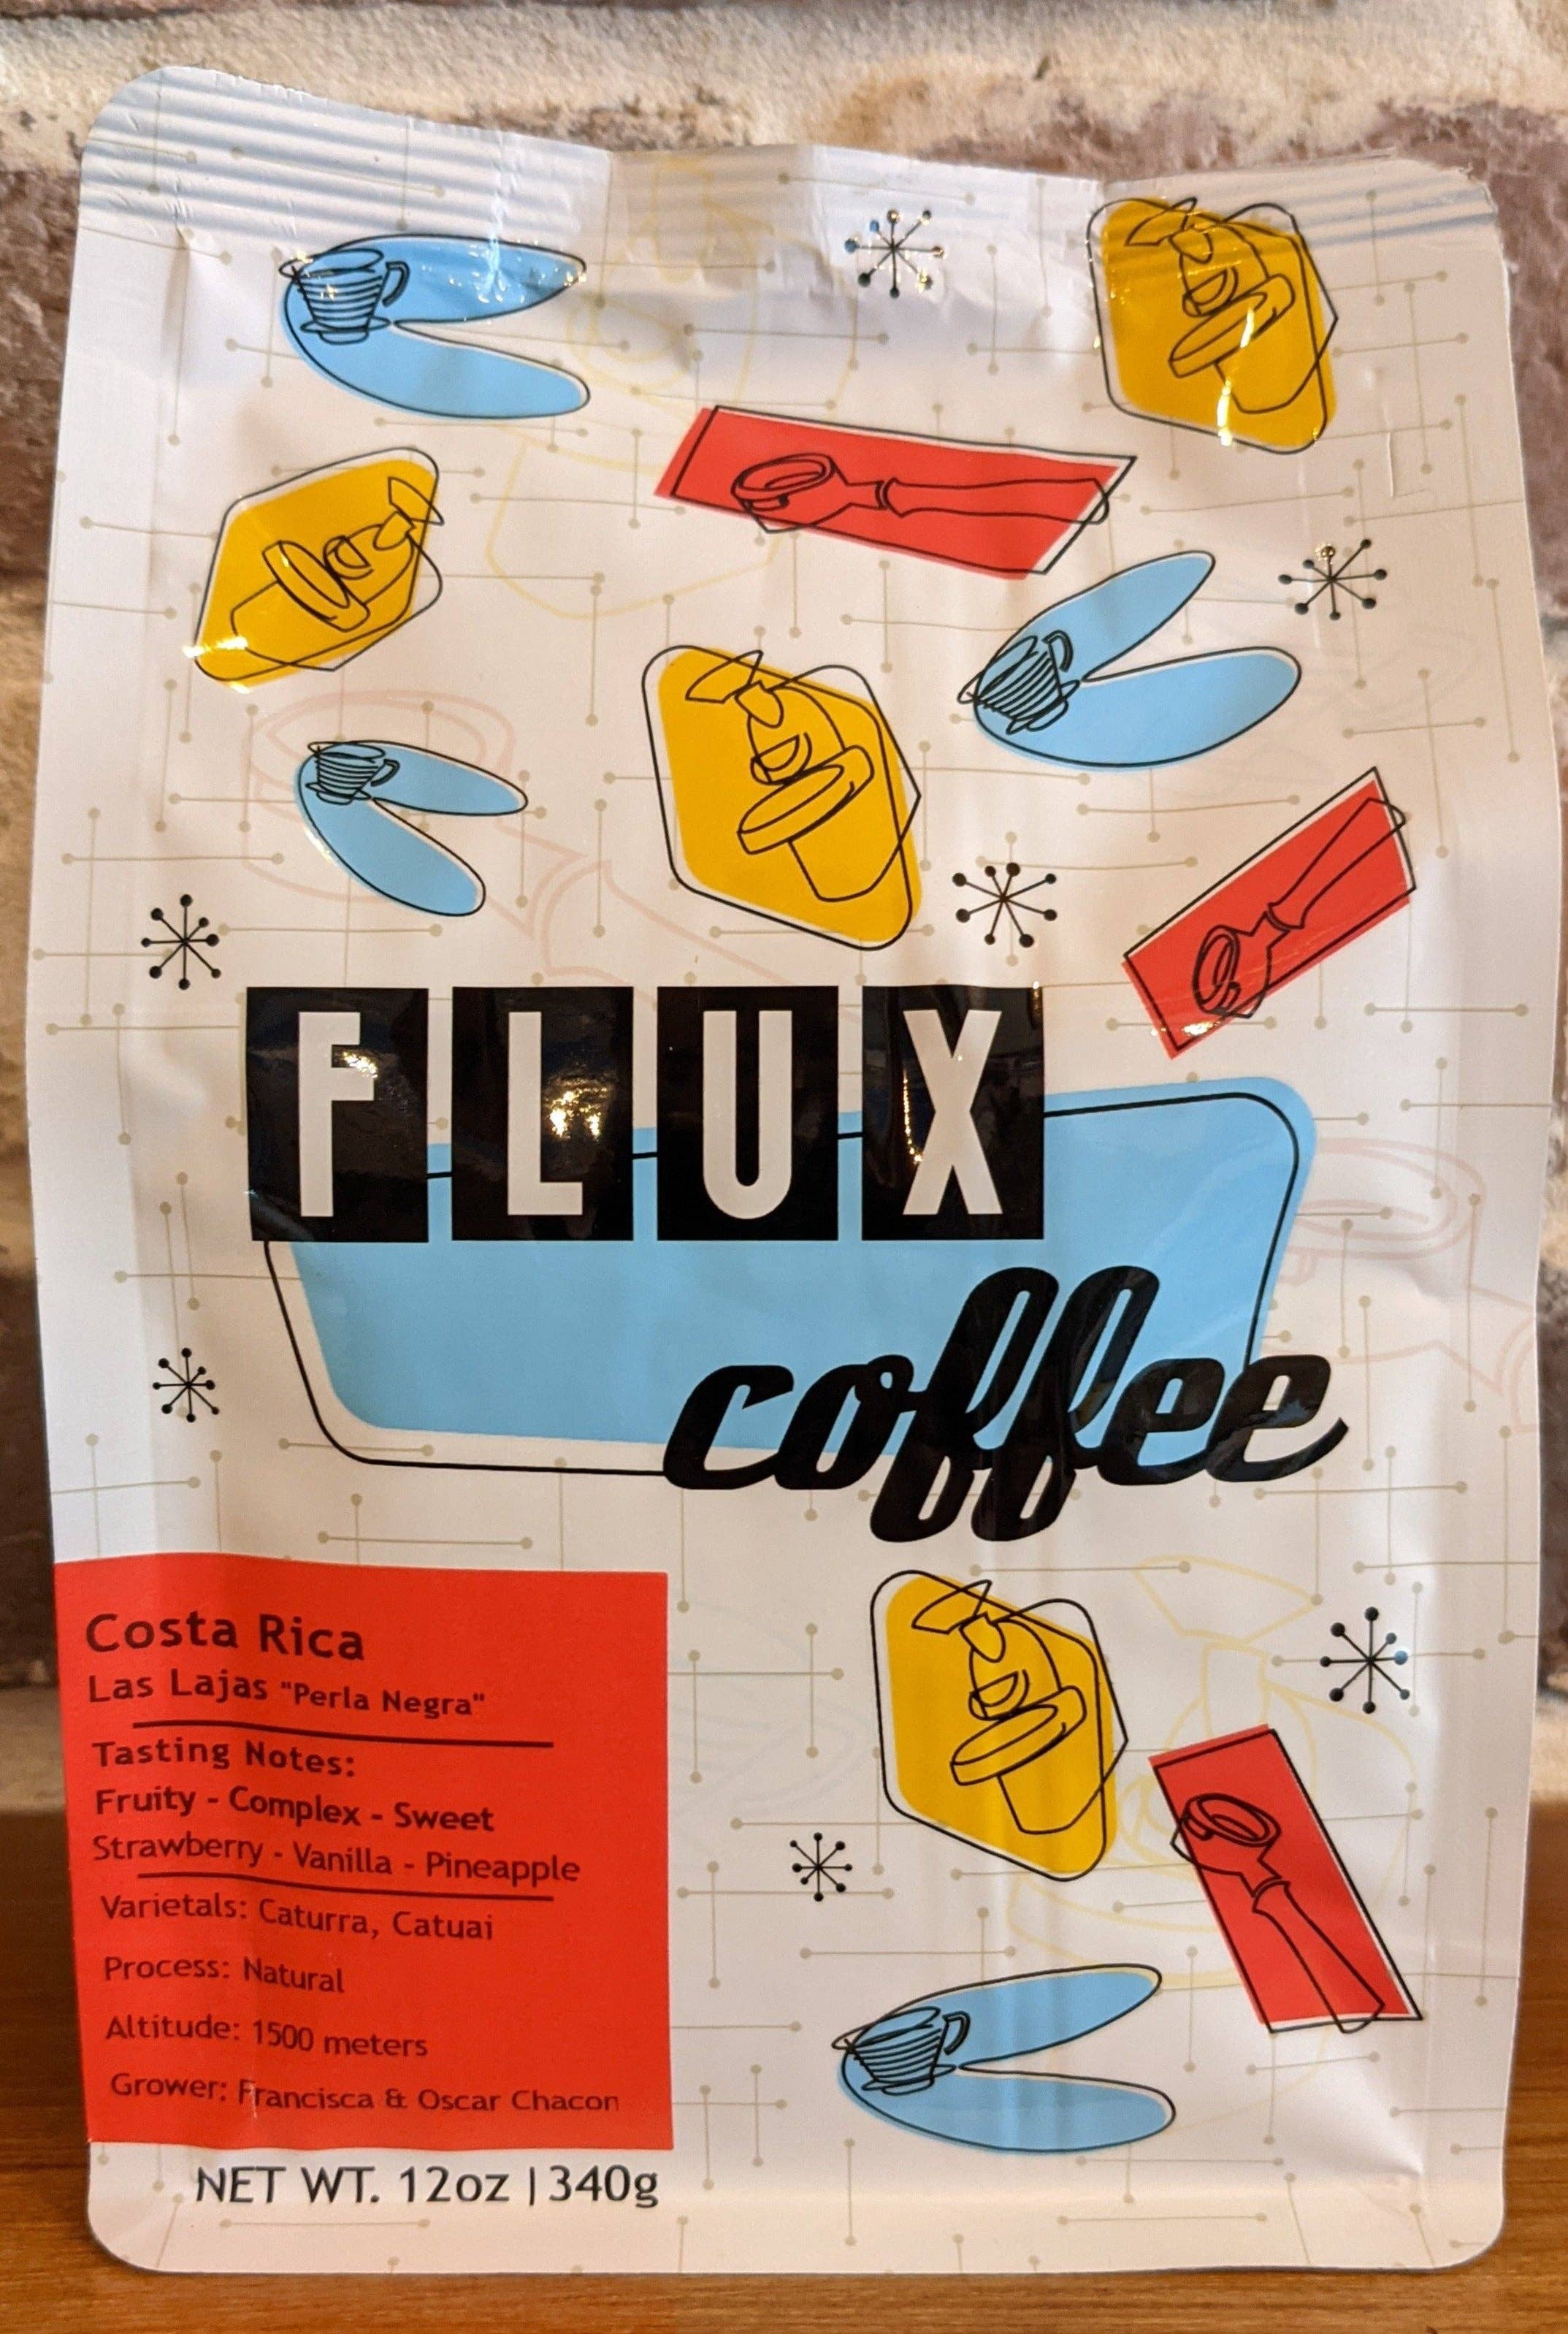 FLUX
coffee
Costa Rica
Las Lajas "Perla Negra"
Tasting Notes:
Fruity - Complex - Sweet
Strawberry - Vanilla - Pineapple
Varietals: Caturra, Catuai
Process: Natural
Altitude: 1500 meters
Grower: Francisca & Oscar Chacon
NET WT. 12oz | 340g